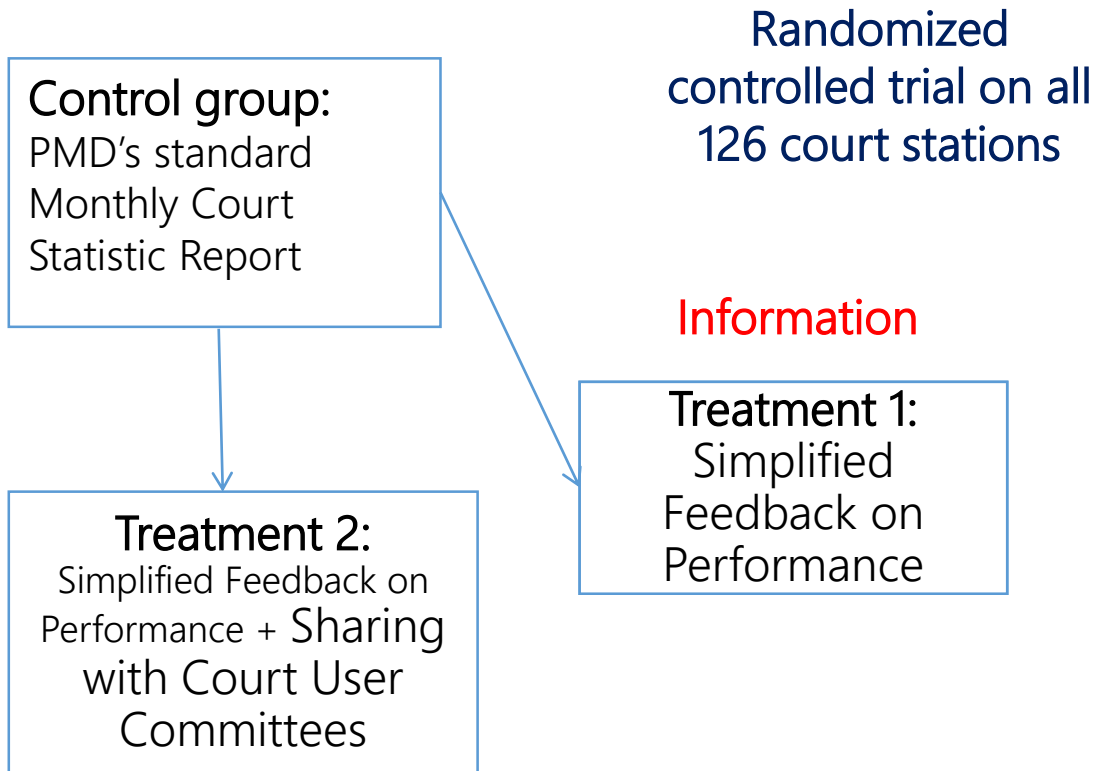 Randomized
controlled trial on all
126 court stations
Control group:
PMD’s standard
Monthly Court
Statistic Report
Information
Treatment 1:
Simplified
Feedback on
Performance
Treatment 2:
Simplified Feedback on
Performance + Sharing
with Court User
Committees